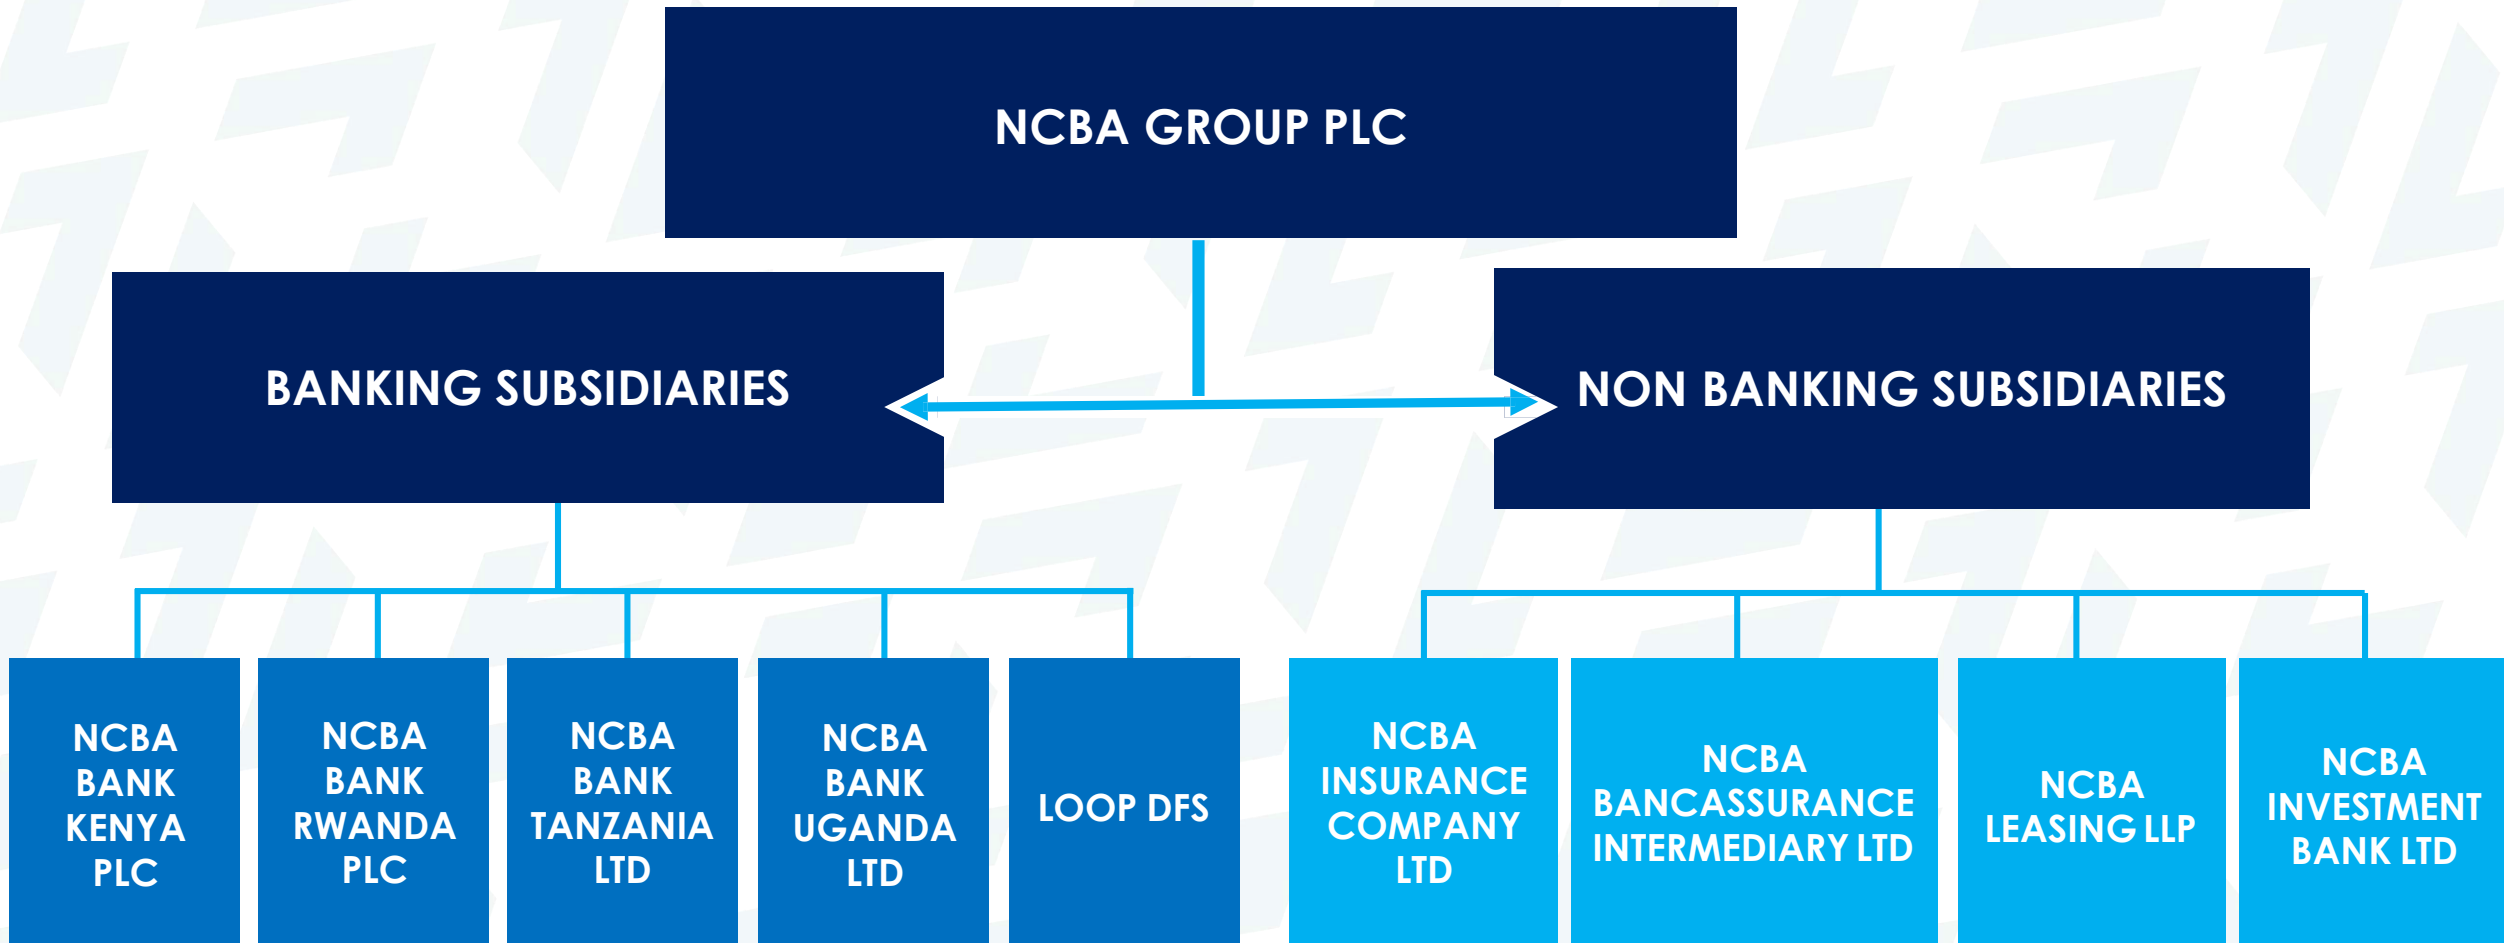 NCBA GROUP PLC
BANKING SUBSIDIARIES
NON BANKING SUBSIDIARIES
NCBA
BANK
KENYA
PLC
NCBA
BANK
RWANDA
PLC
NCBA
BANK
TANZANIA
LTD
NCBA
BANK
UGANDA
LTD
LOOP DFS
NCBA
INSURANCE
COMPANY
LTD
NCBA
BANCASSURANCE
INTERMEDIARY LTD
NCBA
LEASING LLP
NCBA
INVESTMENT
BANK LTD